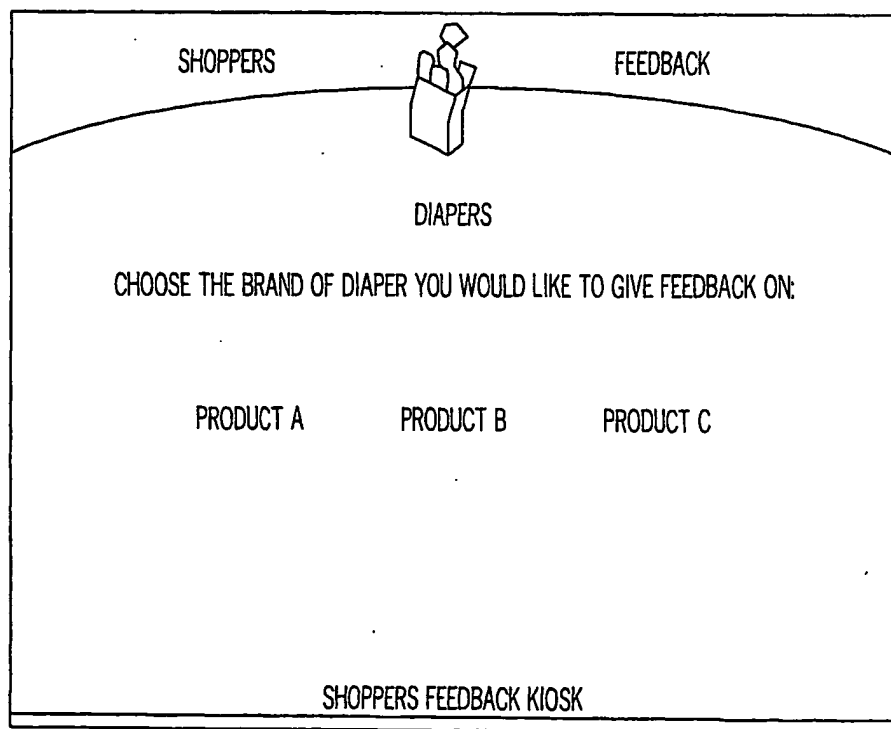 SHOPPERS FEEDBACK
DIAPERS
CHOOSE THE BRAND OF DIAPER YOU WOULD LIKE TO GIVE FEEDBACK ON:
PRODUCT A PRODUCT B PRODUCT C
SHOPPERS FEEDBACK KIOSK